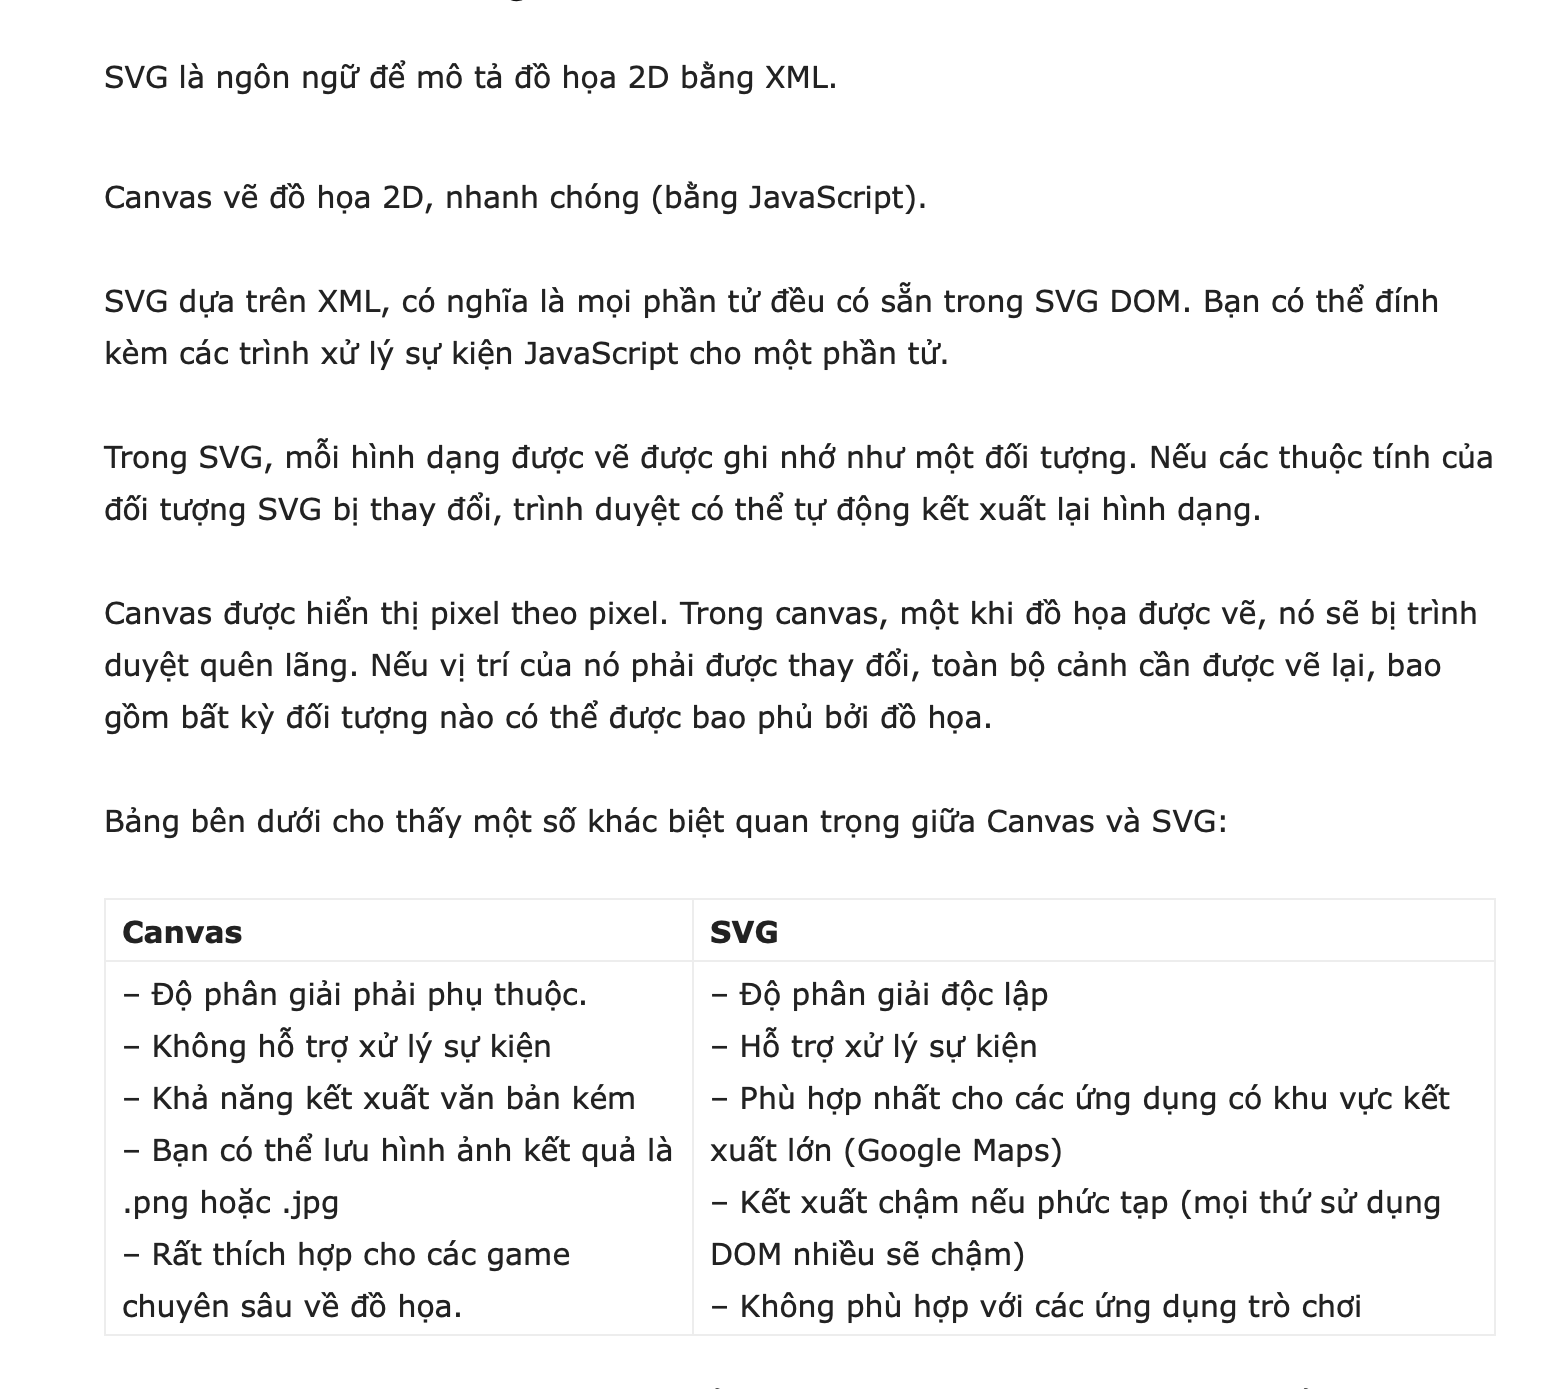 SVG là ngôn ngữ để mô tả đồ họa 2D bằng XML.
Canvas vẽ đồ họa 2D, nhanh chóng (bằng JavaScript).
SVG dựa trên XML, có nghĩa là mọi phần tử đều có sẵn trong SVG DOM. Bạn có thể đính
kèm các trình xử lý sự kiện JavaScript cho một phần tử.
Trong SVG, mỗi hình dạng được vẽ được ghi nhớ như một đối tượng. Nếu các thuộc tính của
đối tượng SVG bị thay đổi, trình duyệt có thể tự động kết xuất lại hình dạng.
Canvas được hiển thị pixel theo pixel. Trong canvas, một khi đồ họa được vẽ, nó sẽ bị trình
duyệt quên lãng. Nếu vị trí của nó phải được thay đổi, toàn bộ cảnh cần được vẽ lại, bao
gồm bất kỳ đối tượng nào có thể được bao phủ bởi đồ họa.
Bảng bên dưới cho thấy một số khác biệt quan trọng giữa Canvas và SVG:
Canvas
– Độ phân giải phải phụ thuộc.
– Không hỗ trợ xử lý sự kiện
– Khả năng kết xuất văn bản kém
– Bạn có thể lưu hình ảnh kết quả là
.png hoặc .jpg
– Rất thích hợp cho các game
chuyên sâu về đồ họa.
SVG
– Độ phân giải độc lập
– Hỗ trợ xử lý sự kiện
– Phù hợp nhất cho các ứng dụng có khu vực kết
xuất lớn (Google Maps)
– Kết xuất chậm nếu phức tạp (mọi thứ sử dụng
DOM nhiều sẽ chậm)
– Không phù hợp với các ứng dụng trò chơi